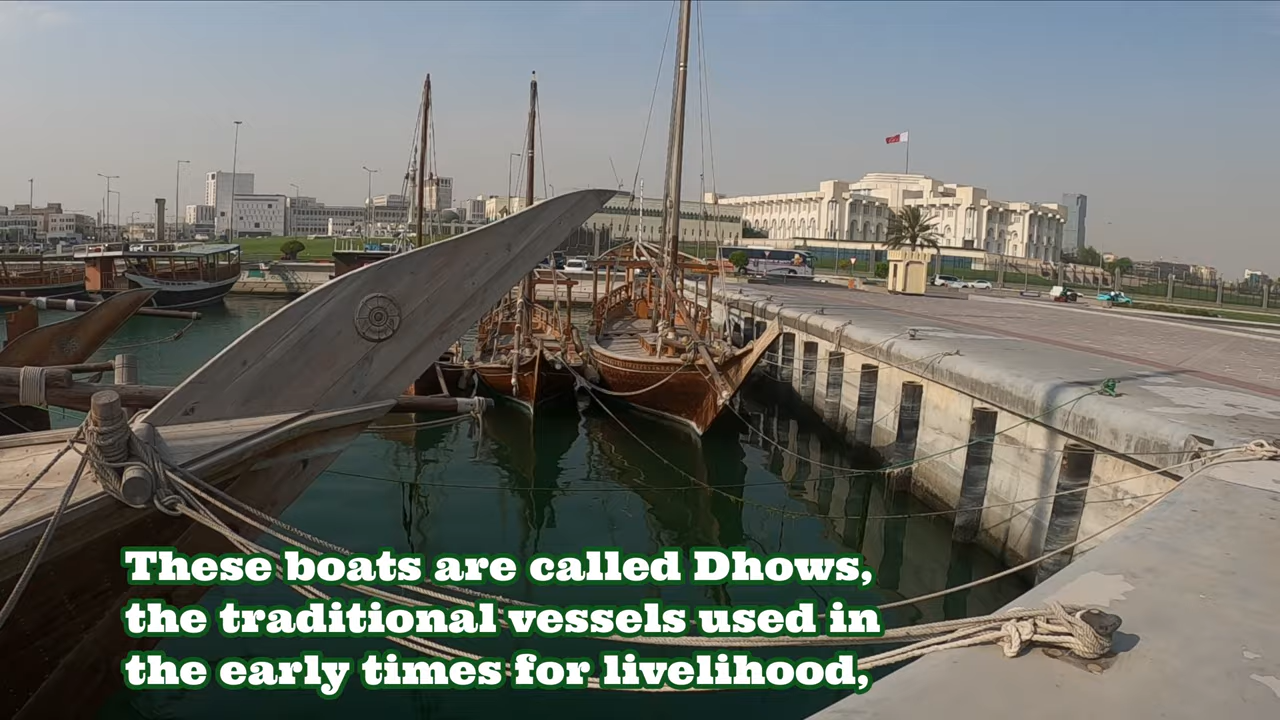 These boats are called Dhows,
the traditional vessels used in
the early times for livelihood,